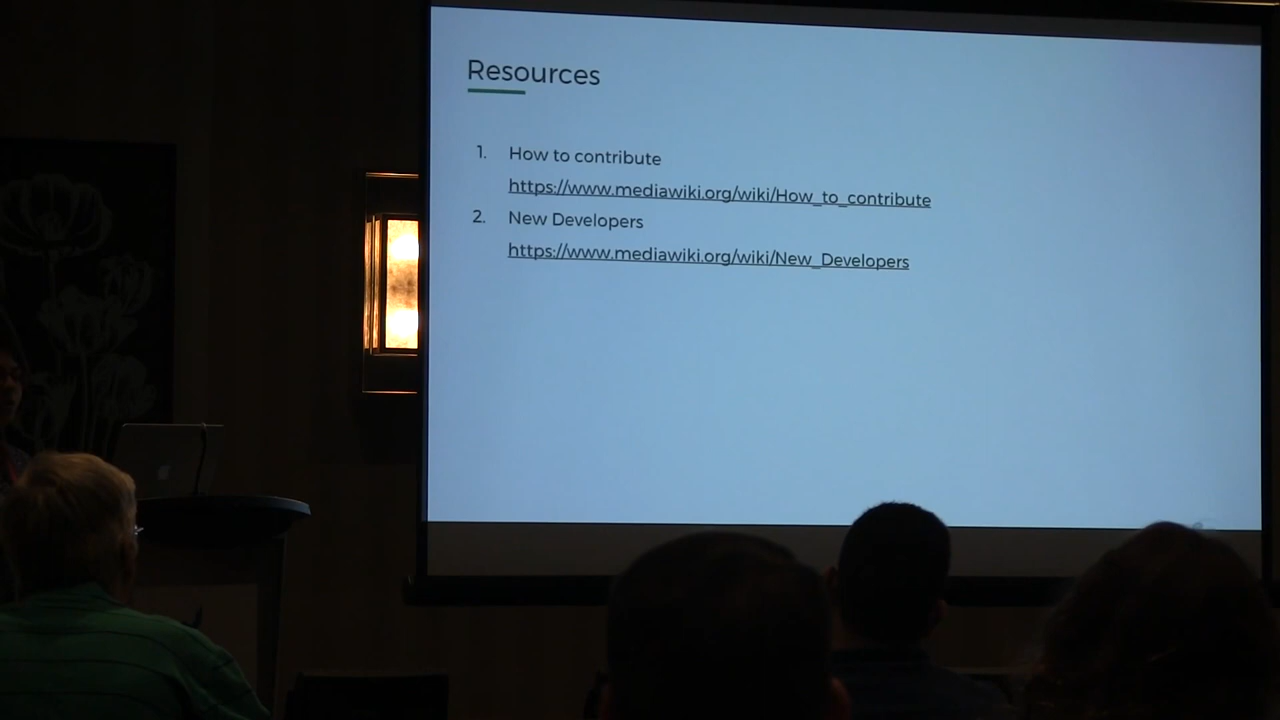 Resources
1. How to contribute
https://www.mediawiki.org/wiki/How_to_contribute
2. New Developers
https://www.mediawiki.org/wiki/New_Developers